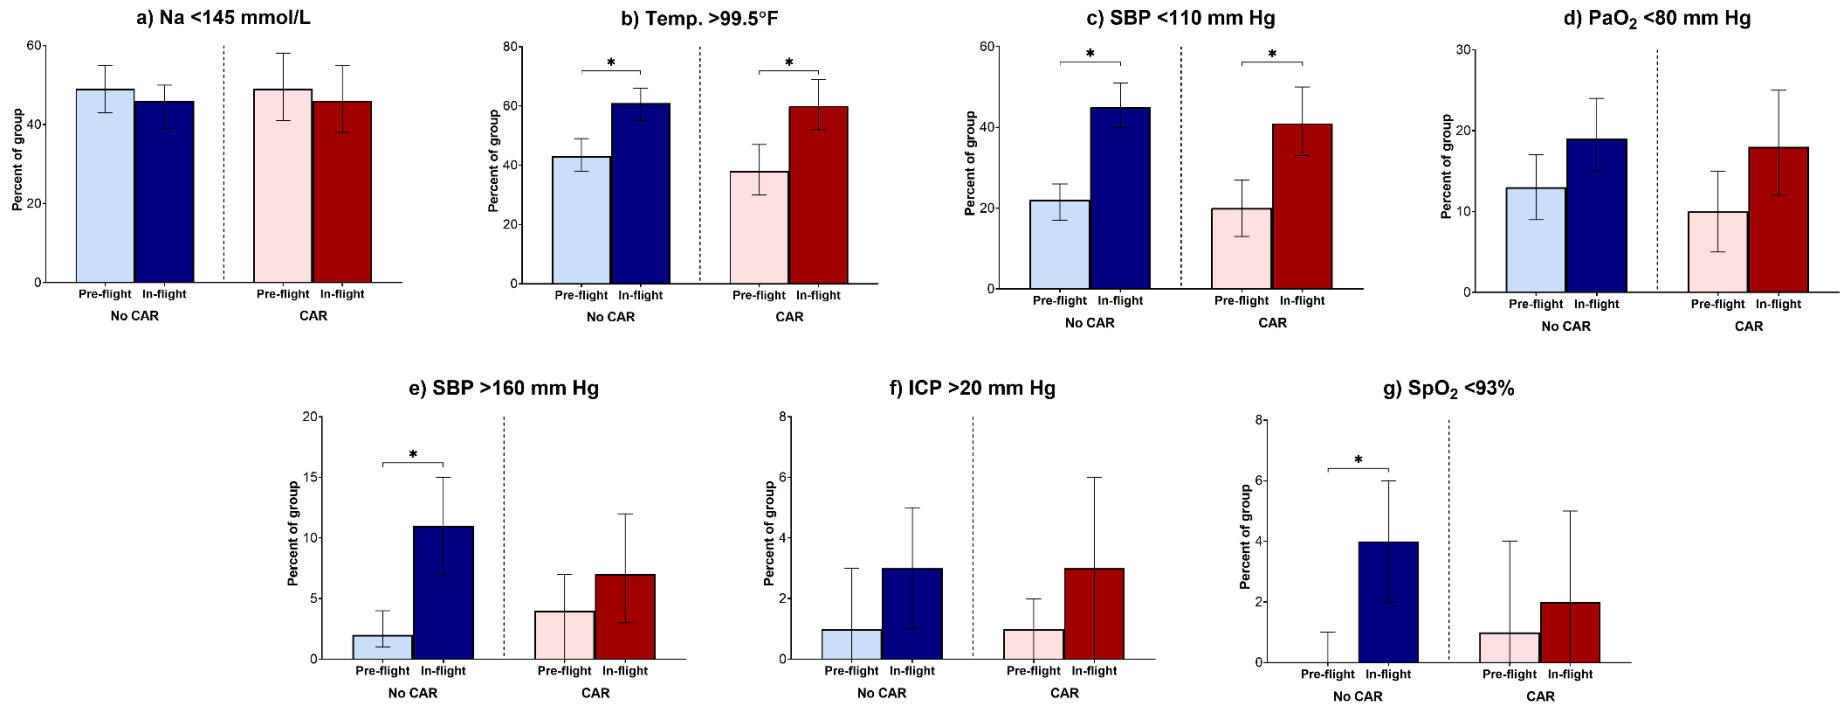 a) Na <145 mmol/L
Percent of group
60
40
20
0
Pre-flight In-flight Pre-flight In-flight
No CAR CAR
b) Temp. >99.5°F
Percent of group
80
60
40
20
0
* *
Pre-flight In-flight Pre-flight In-flight
No CAR CAR
c) SBP <110 mm Hg
Percent of group
60
40
20
0
* *
Pre-flight In-flight Pre-flight In-flight
No CAR CAR
d) PaO₂ <80 mm Hg
Percent of group
30
20
10
0
Pre-flight In-flight Pre-flight In-flight
No CAR CAR
e) SBP >160 mm Hg
Percent of group
20
15
10
5
0
*
Pre-flight In-flight Pre-flight In-flight
No CAR CAR
f) ICP >20 mm Hg
Percent of group
8
6
4
2
0
Pre-flight In-flight Pre-flight In-flight
No CAR CAR
g) SpO₂ <93%
Percent of group
8
6
4
2
0
*
Pre-flight In-flight Pre-flight In-flight
No CAR CAR